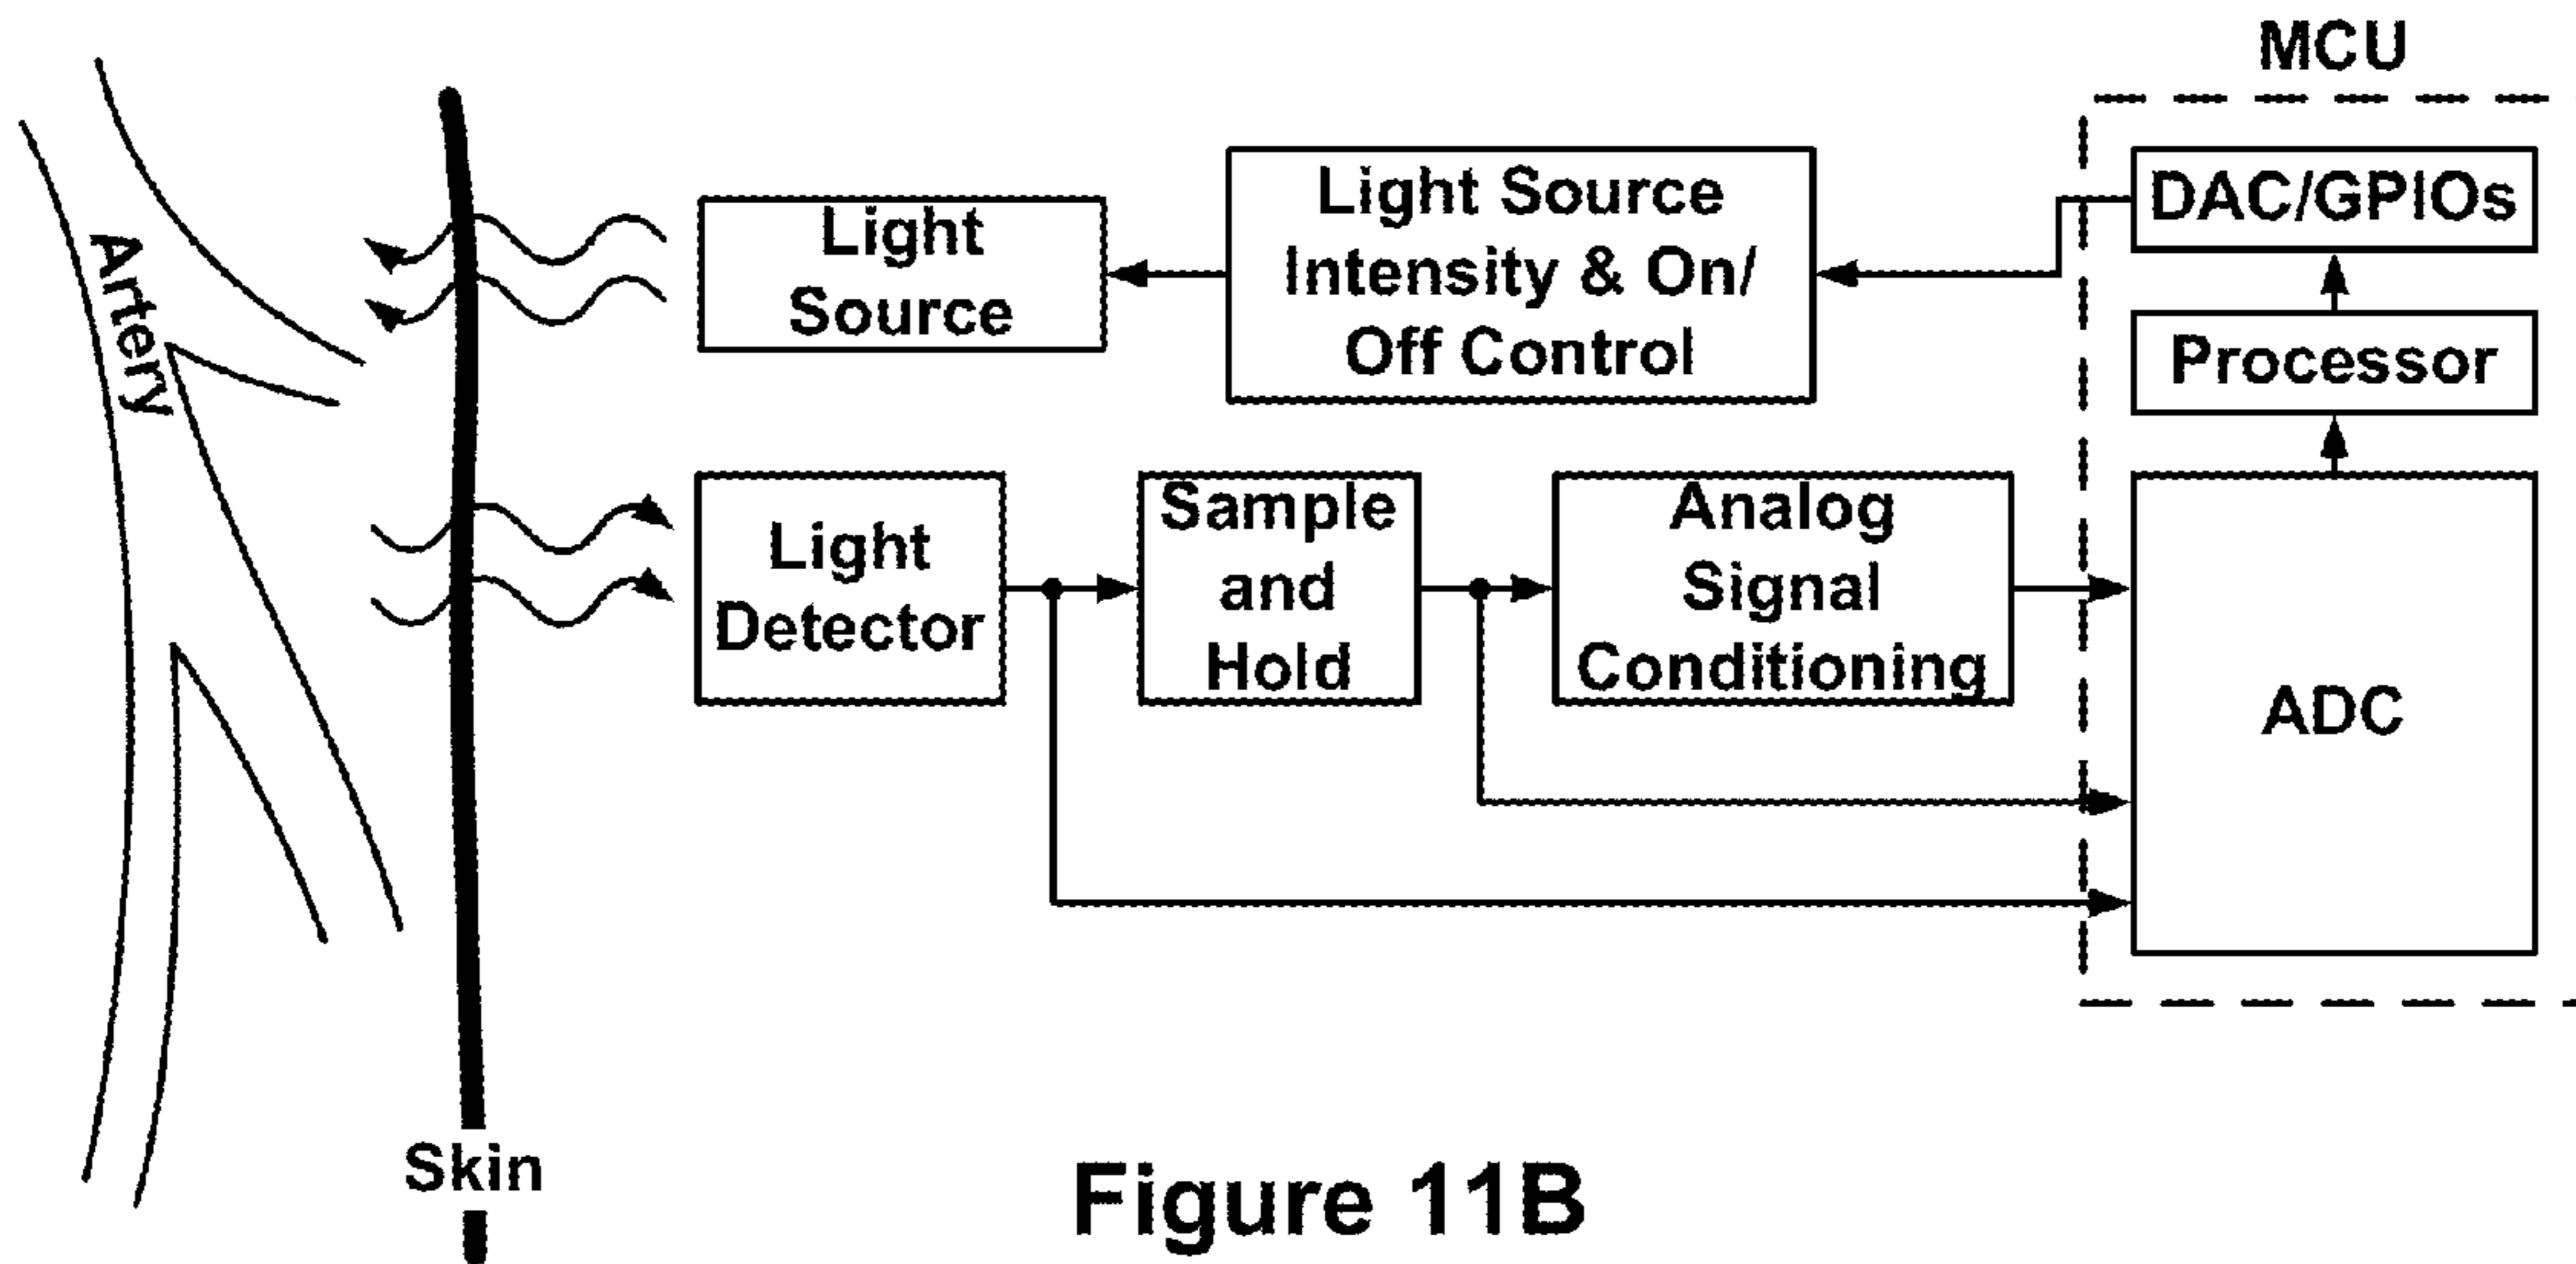 MCU
Light Source
Intensity & On/
Off Control
DAC/GPIOs
Light
Source
Processor
Artery
Light
Detector
Sample
and
Hold
Analog
Signal
Conditioning
ADC
Skin
Figure 11B